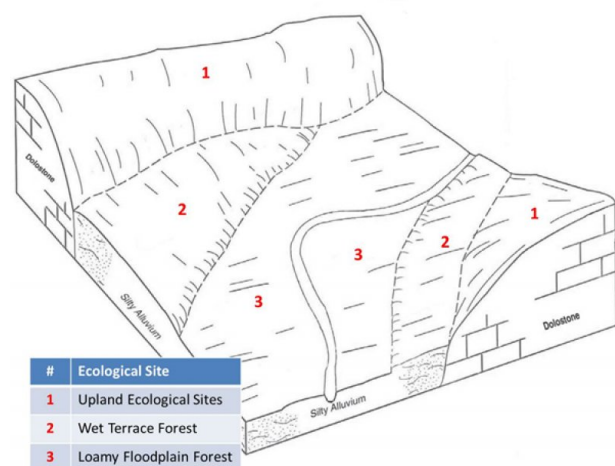 1
Dolostone
2
1
3
2
3
Silty Alluvium
Dolostone
Silty Alluvium
# Ecological Site
1 Upland Ecological Sites
2 Wet Terrace Forest
3 Loamy Floodplain Forest